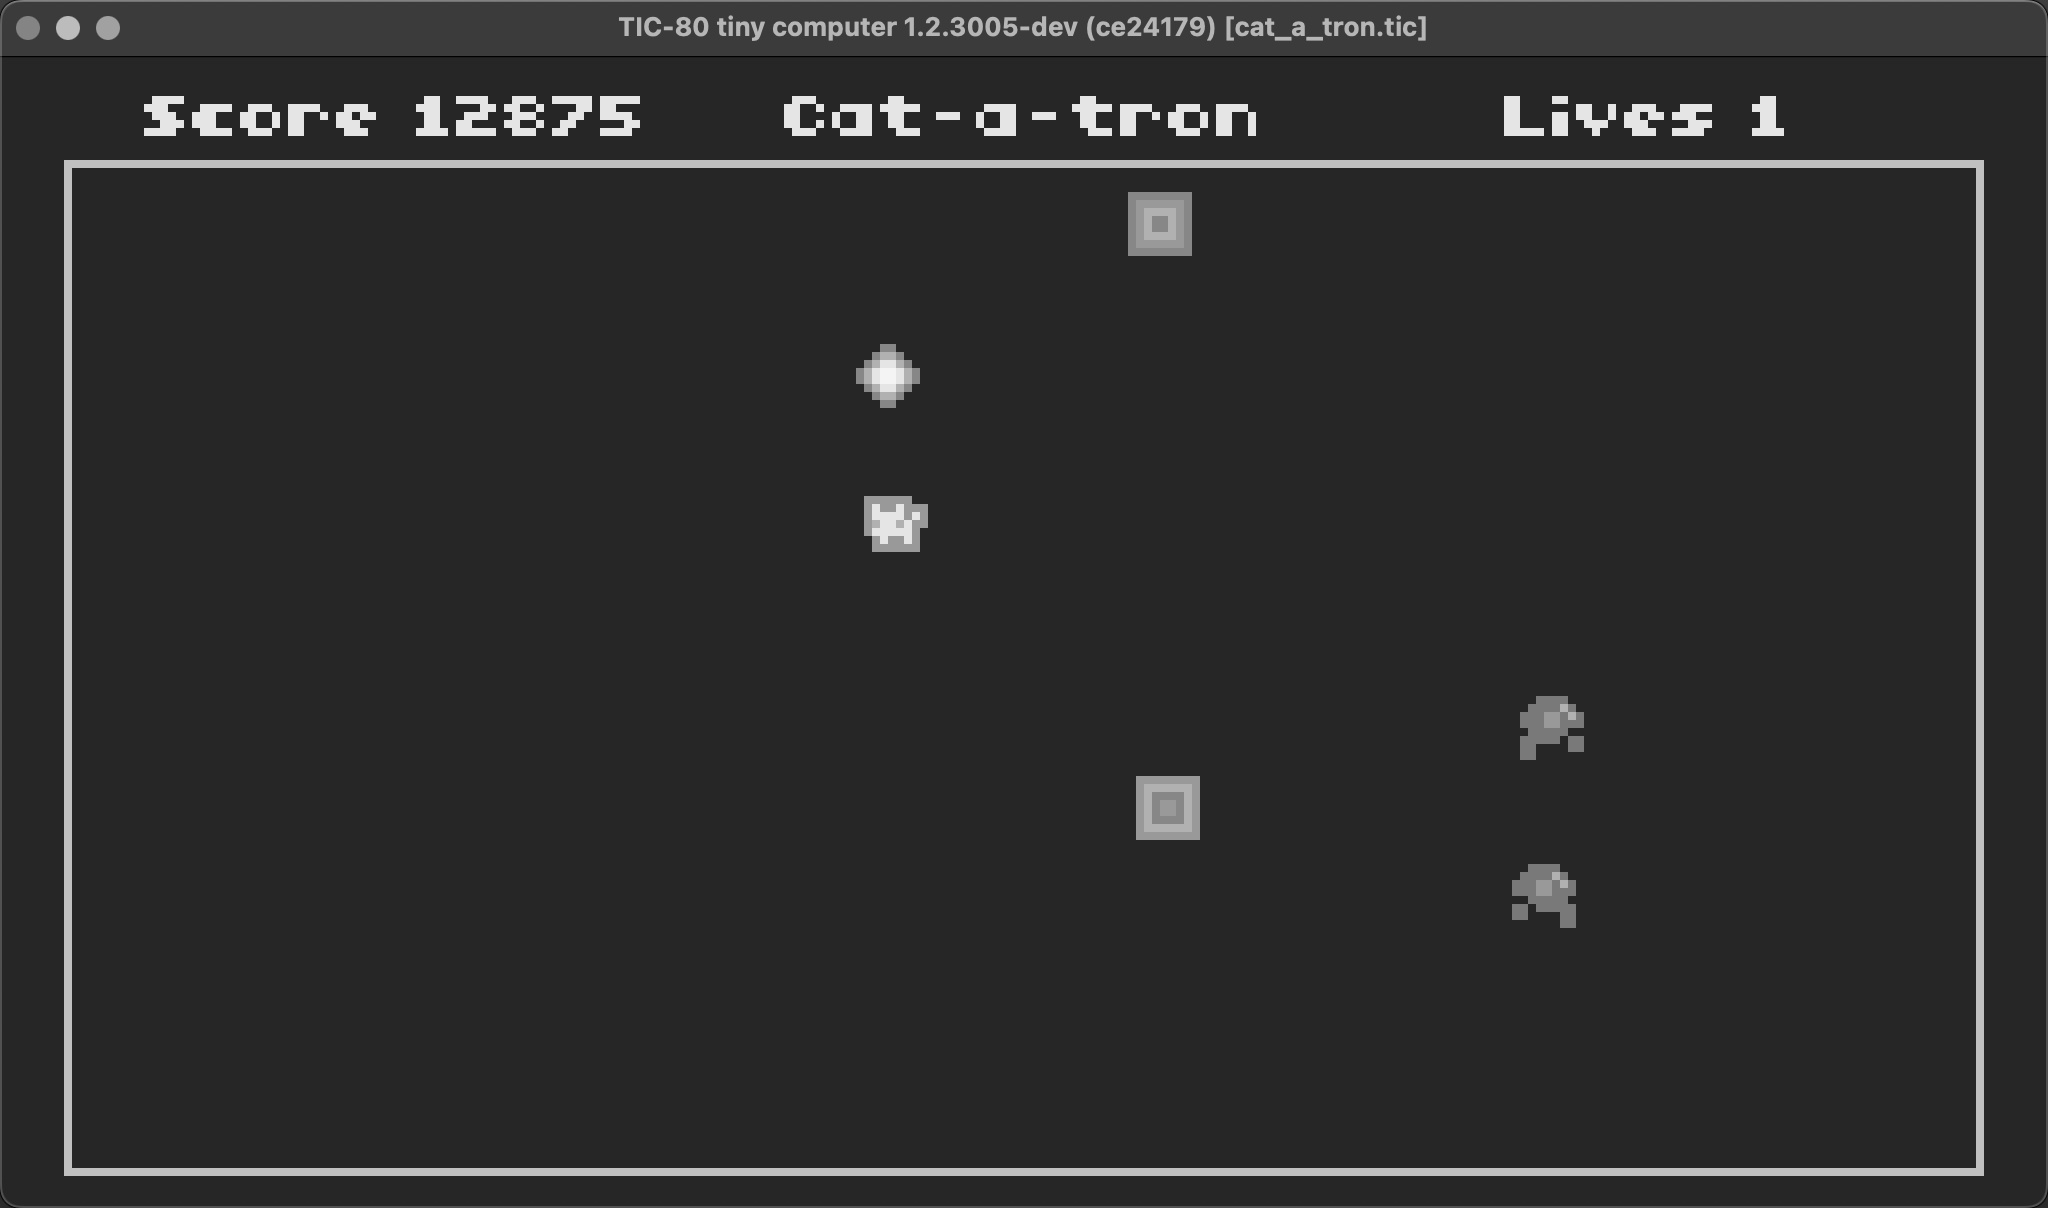 TIC-80 tiny computer 1.2.3005-dev (ce24179) [cat_a_tron.tic]
Score 12875 Cat-a-tron Lives 1